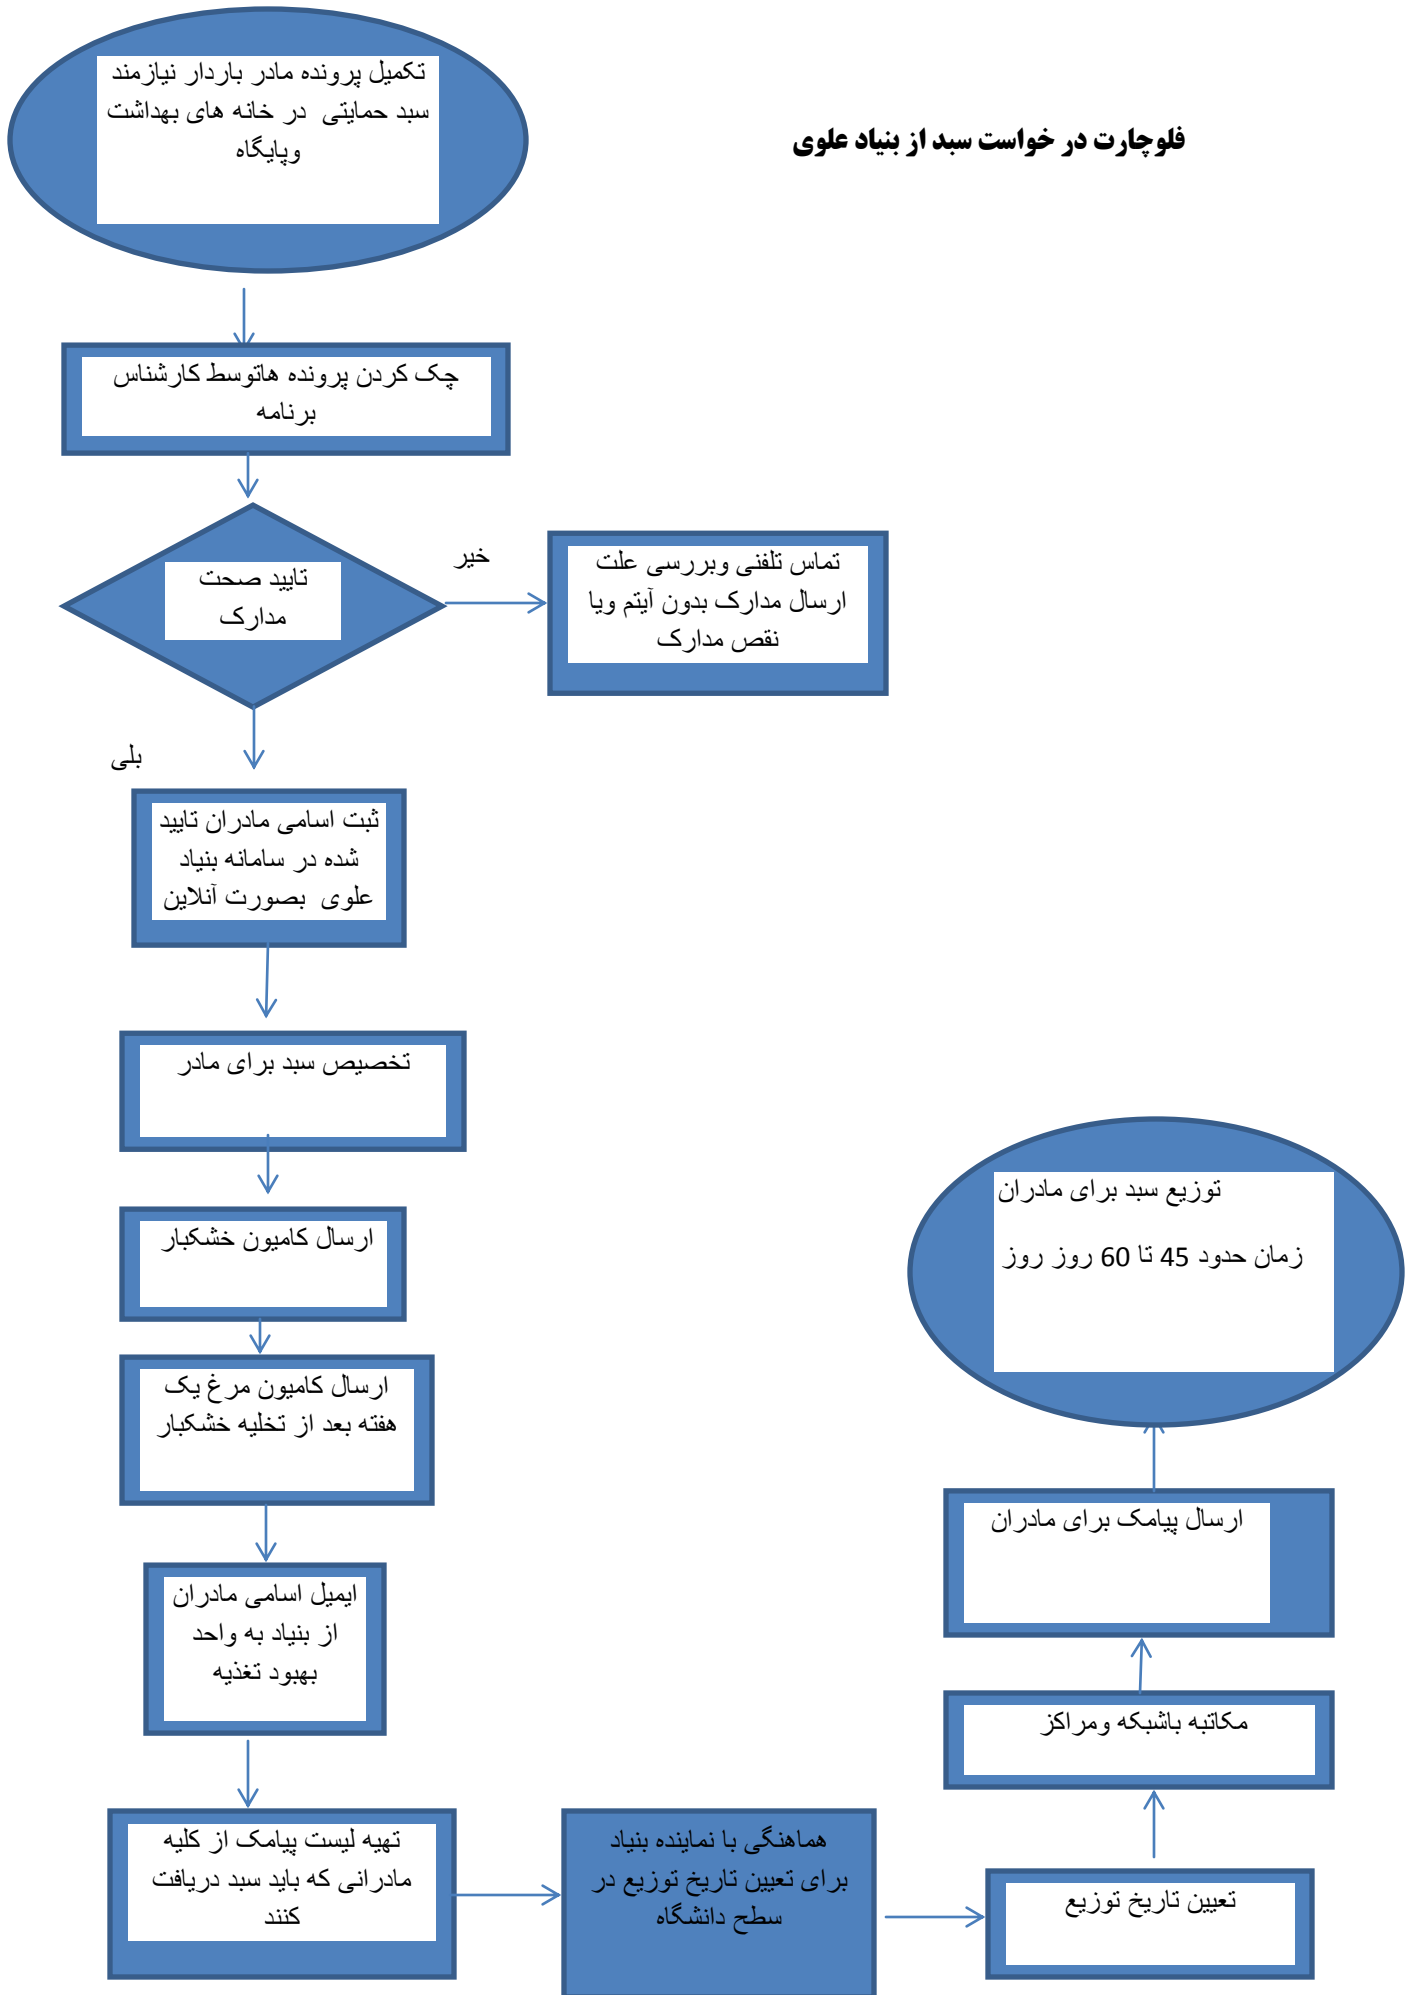 فلوچارت در خواست سبد از بنیاد علوی
تکمیل پرونده مادر باردار نیازمند
سبد حمایتی در خانه های بهداشت
وپایگاه
چک کردن پرونده هاتوسط کارشناس
برنامه
تایید صحت
مدارک
خیر
تماس تلفنی وبررسی علت
ارسال مدارک بدون آیتم ویا
نقص مدارک
بلی
ثبت اسامی مادران تایید
شده در سامانه بنیاد
علوی بصورت آنلاین
تخصیص سبد برای مادر
ارسال کامیون خشکبار
ارسال کامیون مرغ یک
هفته بعد از تخلیه خشکبار
ایمیل اسامی مادران
از بنیاد به واحد
بهبود تغذیه
تهیه لیست پیامک از کلیه
مادرانی که باید سبد دریافت
کنند
هماهنگی با نماینده بنیاد
برای تعیین تاریخ توزیع در
سطح دانشگاه
تعیین تاریخ توزیع
مکاتبه باشبکه ومراکز
ارسال پیامک برای مادران
توزیع سبد برای مادران
زمان حدود 45 تا 60 روز روز